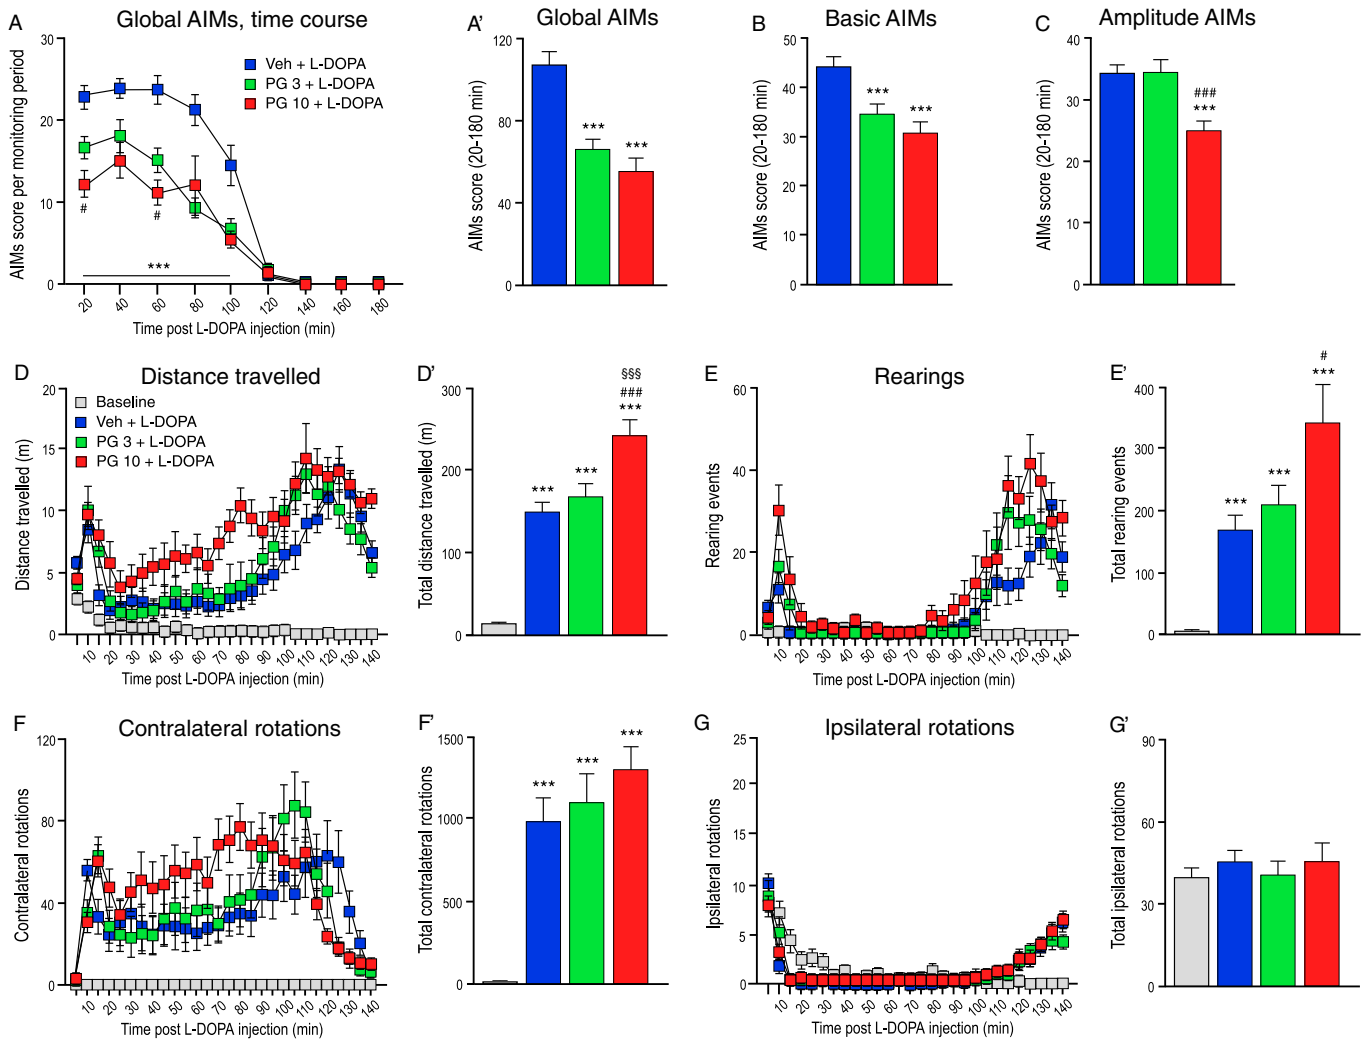 A Global AIMs, time course
AIMs score per monitoring period
30
20
10
0
Veh + L-DOPA
PG 3 + L-DOPA
PG 10 + L-DOPA
# #
***
20 40 60 80 100 120 140 160 180
Time post L-DOPA injection (min)
A' Global AIMs
AIMs score (20-180 min)
120
80
40
0
*** ***
B Basic AIMs
AIMs score (20-180 min)
50
40
30
20
10
0
*** ***
C Amplitude AIMs
AIMs score (20-180 min)
40
30
20
10
0
###
***
D Distance travelled
Distance travelled (m)
20
15
10
5
0
Baseline
Veh + L-DOPA
PG 3 + L-DOPA
PG 10 + L-DOPA
10 20 30 40 50 60 70 80 90 100 110 120 130 140
Time post L-DOPA injection (min)
D'
Total distance travelled (m)
300
200
100
0
*** ***
§§§
###
***
E Rearings
Rearing events
60
40
20
0
10 20 30 40 50 60 70 80 90 100 110 120 130 140
Time post L-DOPA injection (min)
E'
Total rearing events
400
300
200
100
0
*** ***
#
***
F Contralateral rotations
Contralateral rotations
120
80
40
0
10 20 30 40 50 60 70 80 90 100 110 120 130 140
Time post L-DOPA injection (min)
F'
Total contralateral rotations
1500
1000
500
0
*** *** ***
G Ipsilateral rotations
Ipsilateral rotations
25
20
15
10
5
0
10 20 30 40 50 60 70 80 90 100 110 120 130 140
Time post L-DOPA injection (min)
G'
Total ipsilateral rotations
90
60
30
0